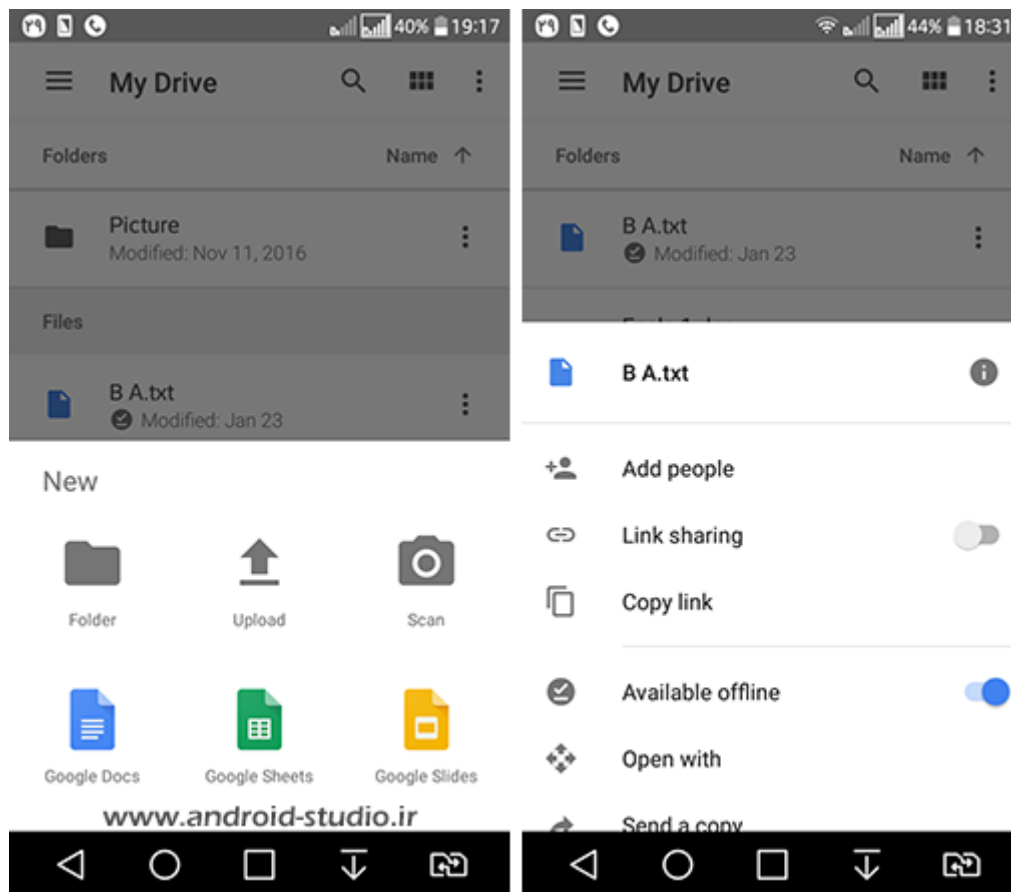 ۲۹ 40% 19:17
My Drive
Folders Name
Picture
Modified: Nov 11, 2016
Files
B A.txt
Modified: Jan 23
New
Folder Upload Scan
Google Docs Google Sheets Google Slides
www.android-studio.ir
۲۹ 44% 18:31
My Drive
Folders Name
B A.txt
Modified: Jan 23
B A.txt
Add people
Link sharing
Copy link
Available offline
Open with
Send a copy